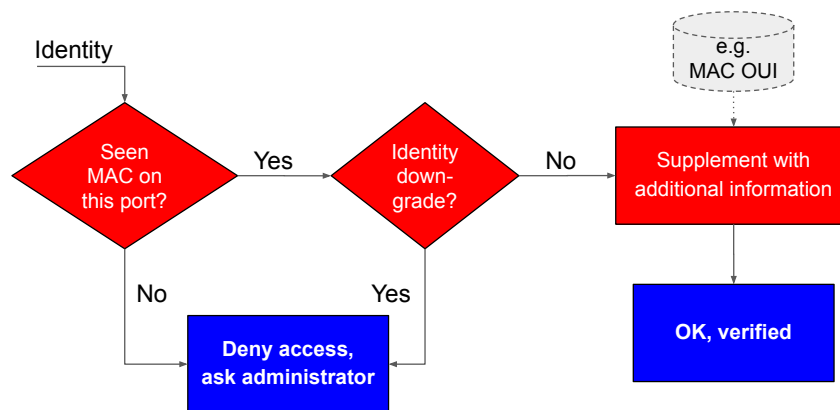 Identity
e.g.
MAC OUI
Seen
MAC on
this port?
Yes
Identity
down-
grade?
No
Supplement with
additional information
No
Yes
Deny access,
ask administrator
OK, verified